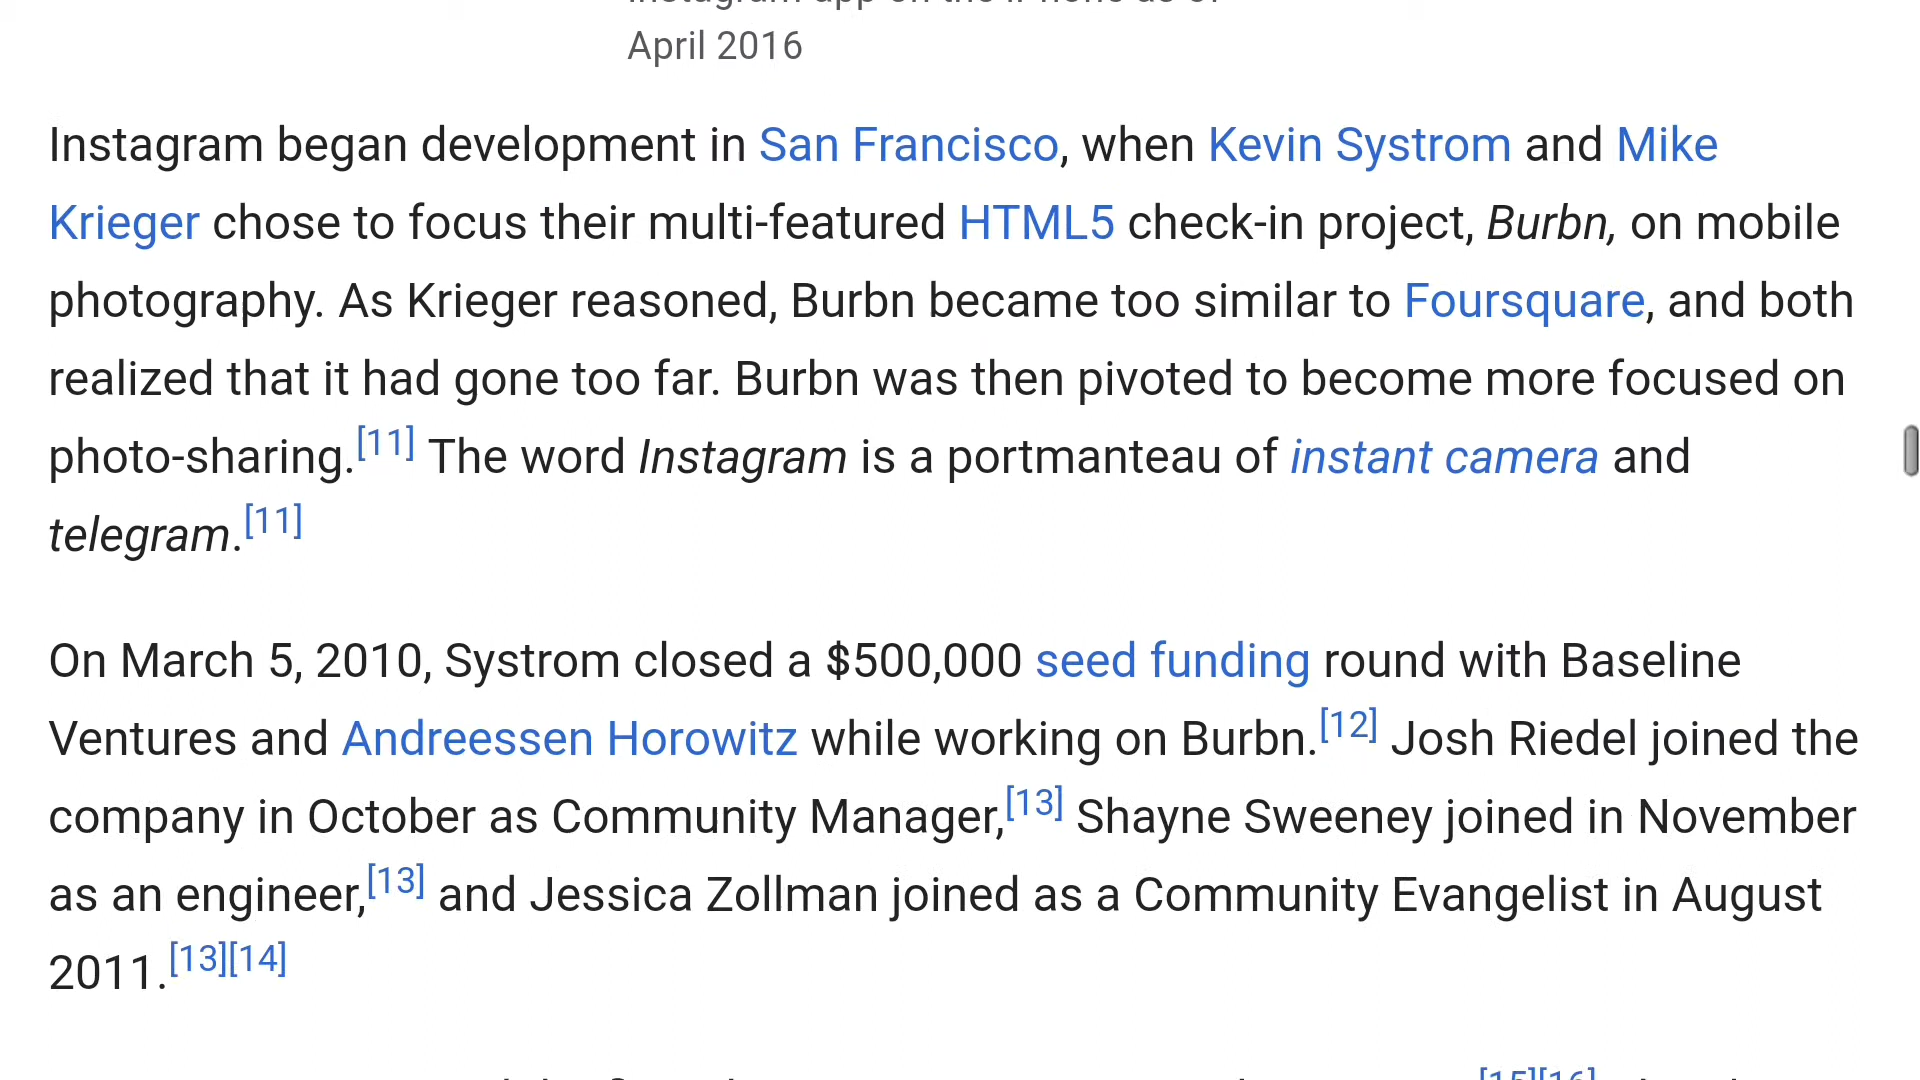 April 2016
Instagram began development in San Francisco, when Kevin Systrom and Mike
Krieger chose to focus their multi-featured HTML5 check-in project, Burbn, on mobile
photography. As Krieger reasoned, Burbn became too similar to Foursquare, and both
realized that it had gone too far. Burbn was then pivoted to become more focused on
photo-sharing.[11] The word Instagram is a portmanteau of instant camera and
telegram.[11]
On March 5, 2010, Systrom closed a $500,000 seed funding round with Baseline
Ventures and Andreessen Horowitz while working on Burbn.[12] Josh Riedel joined the
company in October as Community Manager,[13] Shayne Sweeney joined in November
as an engineer,[13] and Jessica Zollman joined as a Community Evangelist in August
2011.[13][14]
[15][16]